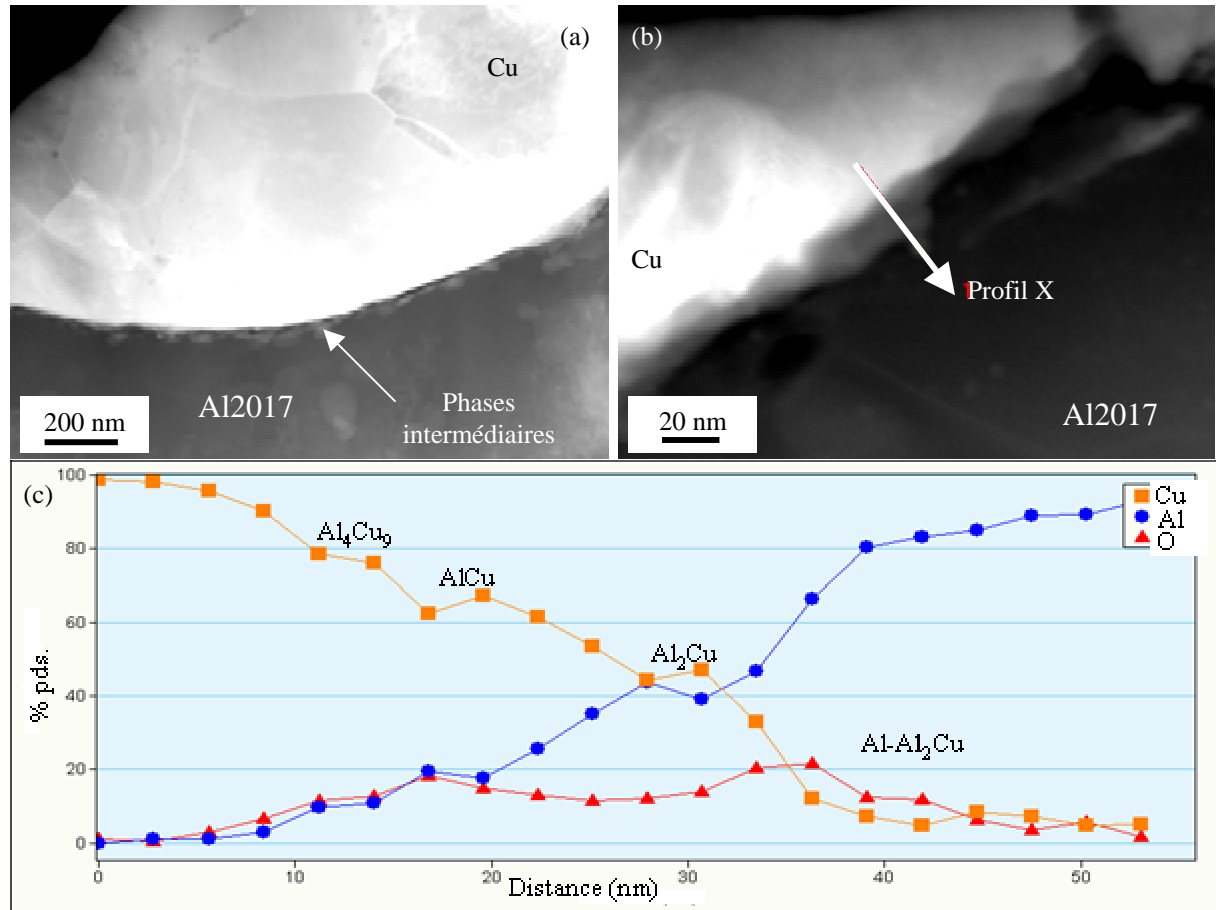 (a)
Cu
Al2017
Phases
intermédiaires
200 nm
(b)
Cu
Profil X
Al2017
20 nm
(c)
100
80
60
40
20
0
% pds.
Al₄Cu₉
AlCu
Al₂Cu
Al-Al₂Cu
Cu
Al
O
0
10
20
30
40
50
Distance (nm)